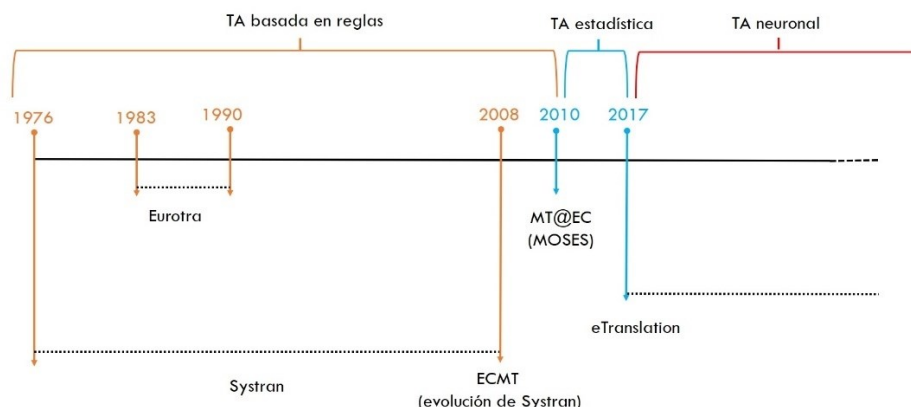 TA basada en reglas
TA estadística
TA neuronal
1976
1983
1990
2008
2010
2017
Eurotra
MT@EC
(MOSES)
eTranslation
Systran
ECMT
(evolución de Systran)